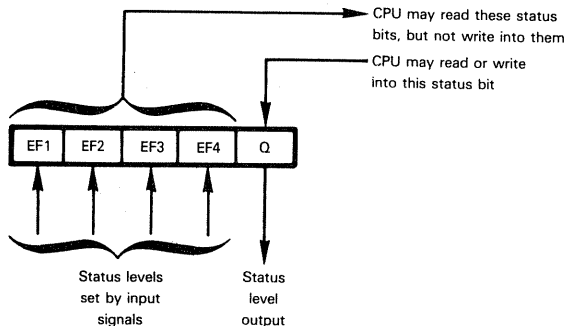 CPU may read these status
bits, but not write into them
CPU may read or write
into this status bit
EF1 EF2 EF3 EF4 Q
Status levels
set by input
signals
Status
level
output